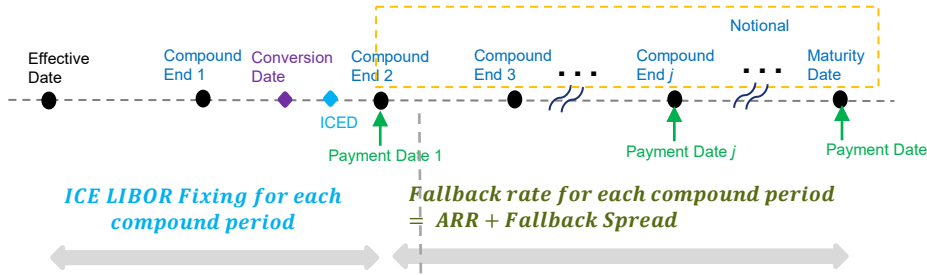 Notional
Effective
Date
Compound
End 1
Conversion
Date
Compound
End 2
Compound
End 3
Compound
End j
Maturity
Date
...
...
ICED
Payment Date 1
Payment Date j
Payment Date
ICE LIBOR Fixing for each
compound period
Fallback rate for each compound period
= ARR + Fallback Spread